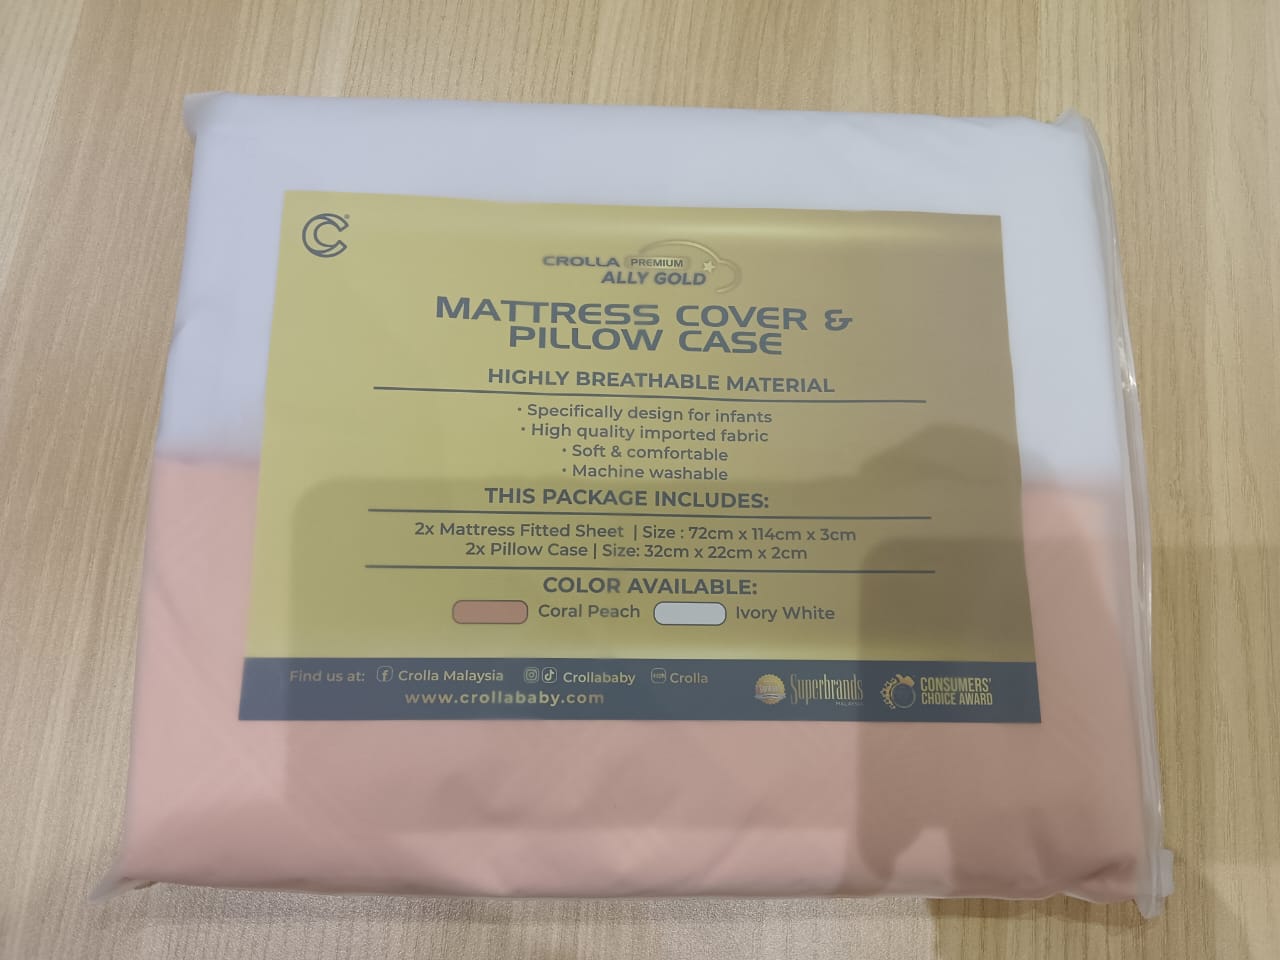 C®
CROLLA PREMIUM
ALLY GOLD
MATTRESS COVER &
PILLOW CASE
HIGHLY BREATHABLE MATERIAL
• Specifically design for infants
• High quality imported fabric
• Soft & comfortable
• Machine washable
THIS PACKAGE INCLUDES:
2x Mattress Fitted Sheet | Size : 72cm x 114cm x 3cm
2x Pillow Case | Size: 32cm x 22cm x 2cm
COLOR AVAILABLE:
Coral Peach Ivory White
Find us at: Crolla Malaysia Crollababy Crolla
www.crollababy.com
Superbrands
MALAYSIA
CONSUMERS'
CHOICE AWARD